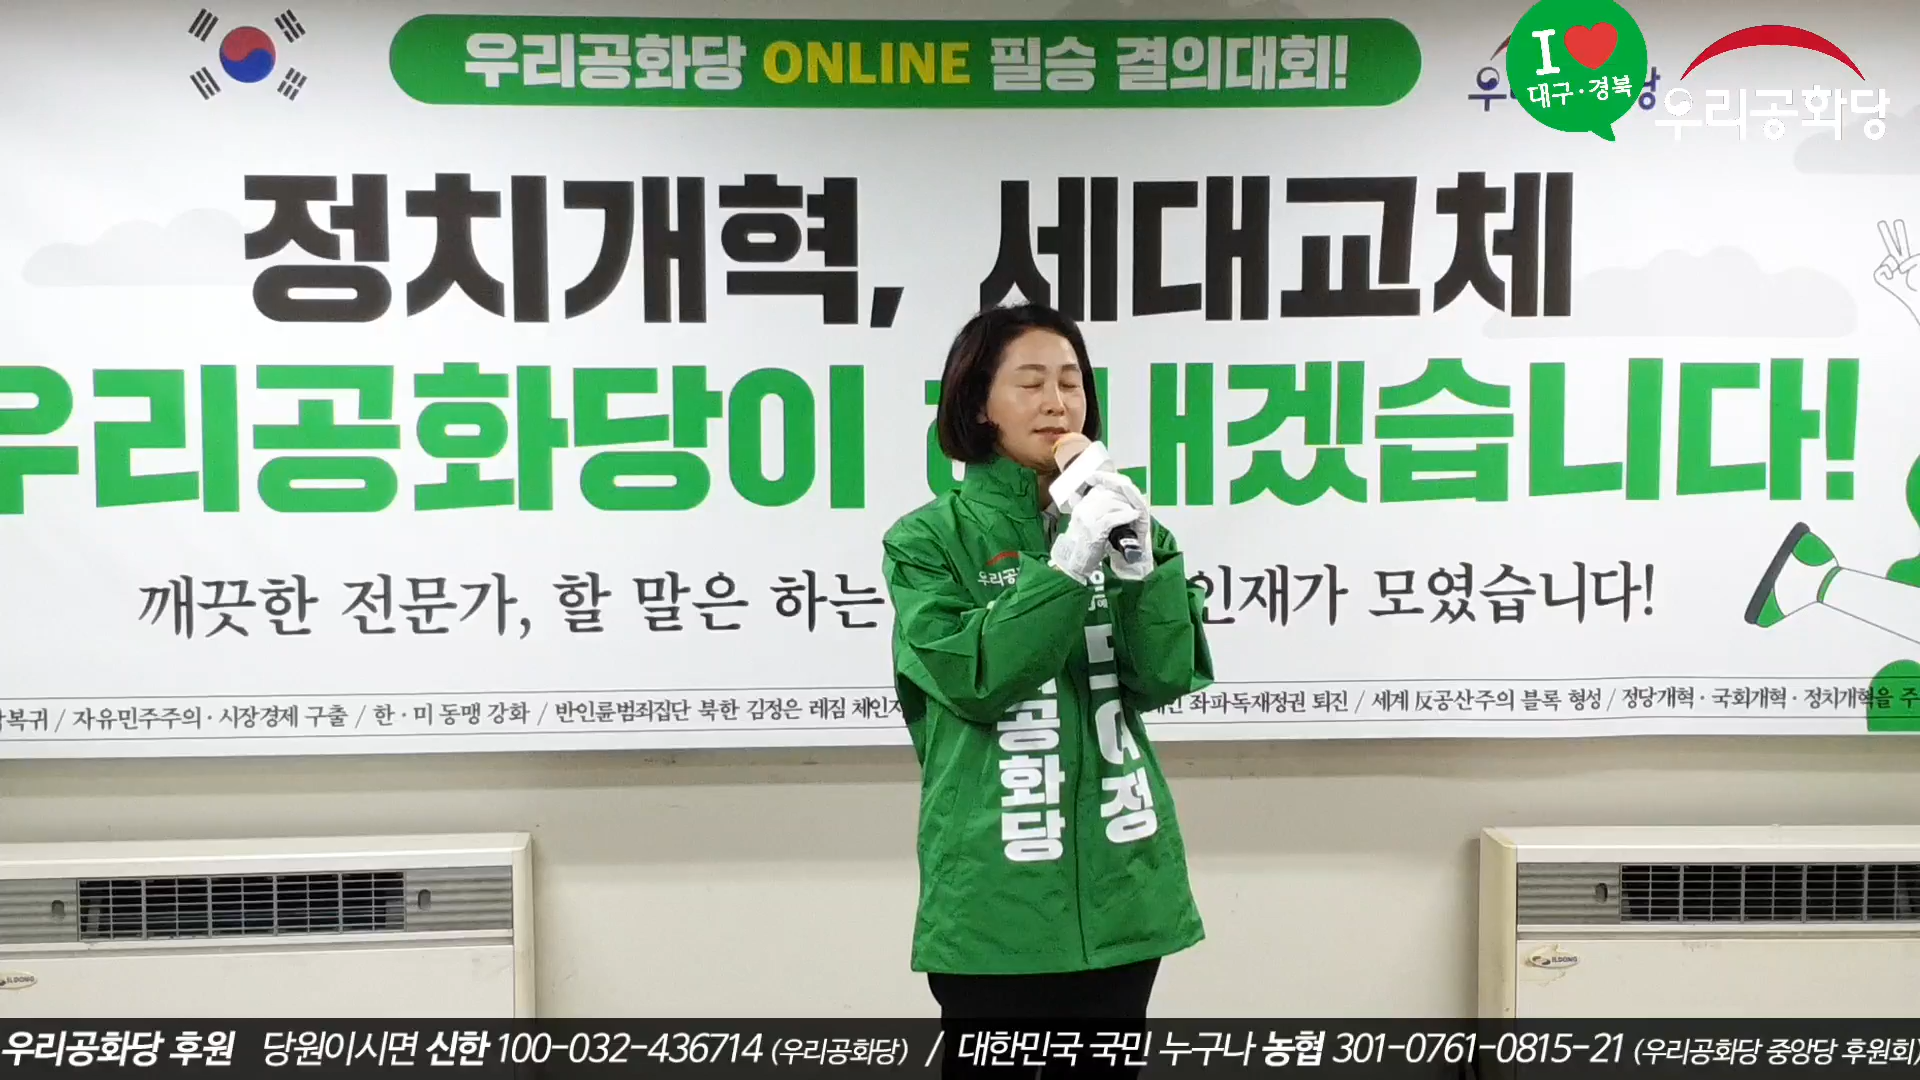 우리공화당 ONLINE 필승 결의대회!
I
대구·경북
우리공화당
정치개혁, 세대교체
우리공화당이 내겠습니다!
깨끗한 전문가, 할 말은 하는 인재가 모였습니다!
복귀 / 자유민주주의·시장경제 구출 / 한·미 동맹 강화 / 반인륜범죄집단 북한 김정은 레짐 체인지 좌파독재정권 퇴진 / 세계 反공산주의 블록 형성 / 정당개혁·국회개혁·정치개혁을
공화당
정
ILDONG
ILDONG
우리공화당 후원 당원이시면 신한 100-032-436714 (우리공화당) / 대한민국 국민 누구나 농협 301-0761-0815-21 (우리공화당 중앙당 후원회)